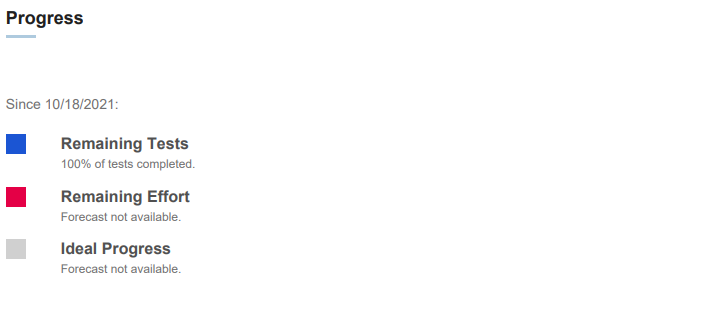 Progress
Since 10/18/2021:
Remaining Tests
100% of tests completed.
Remaining Effort
Forecast not available.
Ideal Progress
Forecast not available.